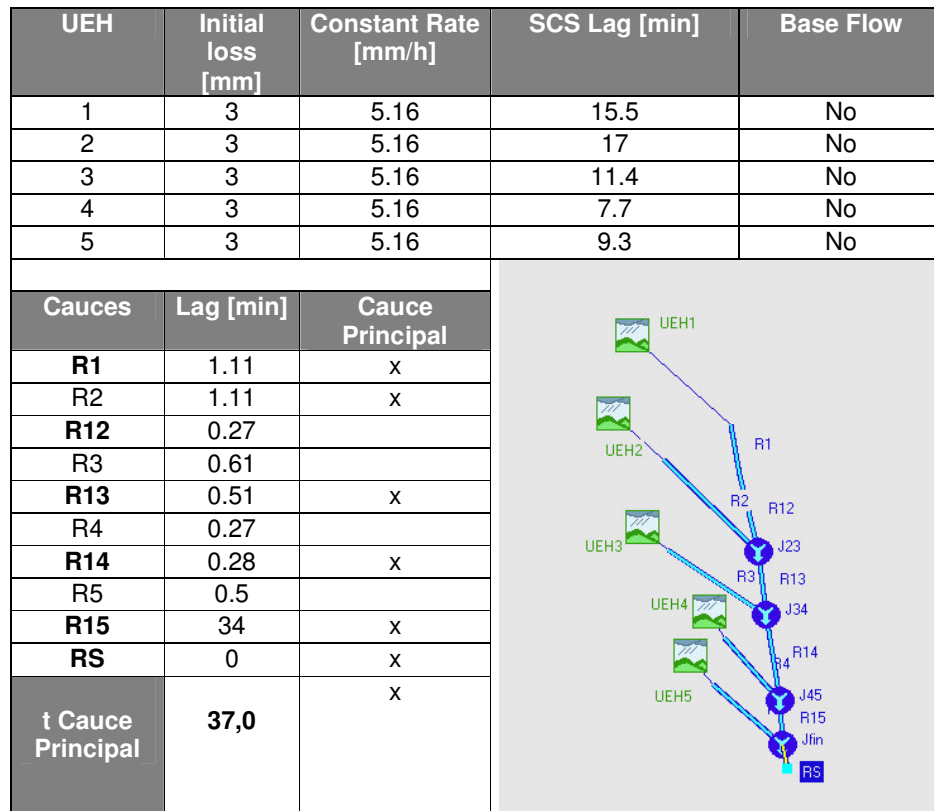 UEH Initial loss [mm] Constant Rate [mm/h] SCS Lag [min] Base Flow
1 3 5.16 15.5 No
2 3 5.16 17 No
3 3 5.16 11.4 No
4 3 5.16 7.7 No
5 3 5.16 9.3 No
Cauces Lag [min] Cauce Principal
R1 1.11 x
R2 1.11 x
R12 0.27
R3 0.61
R13 0.51 x
R4 0.27
R14 0.28 x
R5 0.5
R15 34 x
RS 0 x
t Cauce Principal 37,0 x
UEH1
R1
UEH2
R2
R12
UEH3
J23
R3
R13
UEH4
J34
R14
R4
UEH5
J45
R15
Jfin
RS